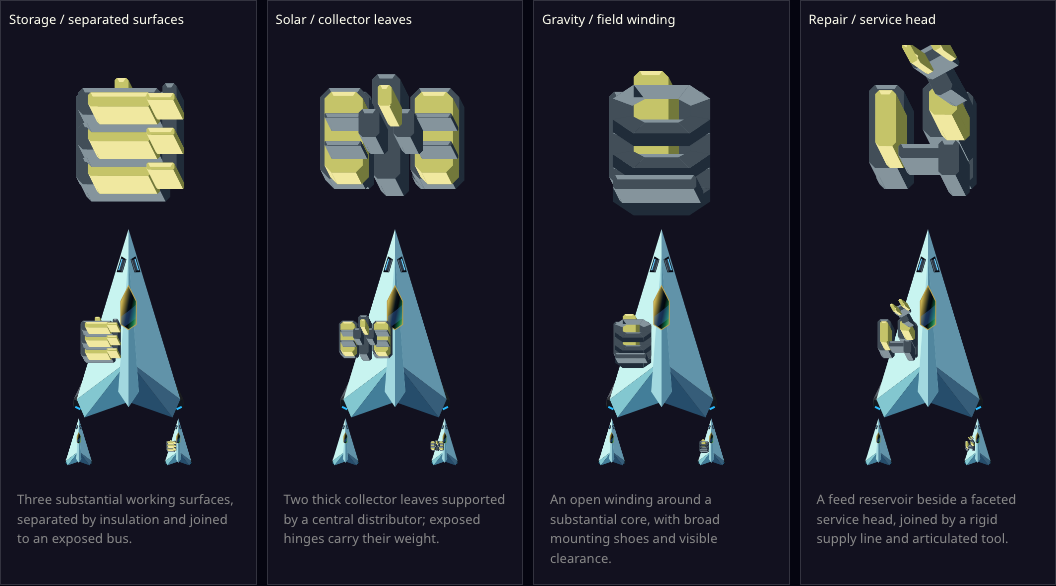 Storage / separated surfaces
Three substantial working surfaces,
separated by insulation and joined
to an exposed bus.
Solar / collector leaves
Two thick collector leaves supported
by a central distributor; exposed
hinges carry their weight.
Gravity / field winding
An open winding around a
substantial core, with broad
mounting shoes and visible
clearance.
Repair / service head
A feed reservoir beside a faceted
service head, joined by a rigid
supply line and articulated tool.